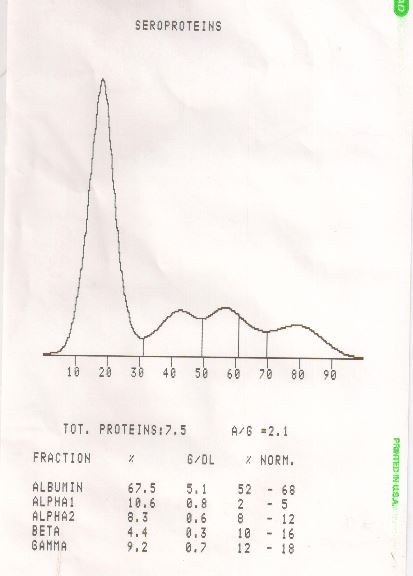 AD
SEROPROTEINS
10 20 30 40 50 60 70 80 90
TOT. PROTEINS:7.5 A/G =2.1
FRACTION % G/DL % NORM.
ALBUMIN 67.5 5.1 52 - 68
ALPHA1 10.6 0.8 2 - 5
ALPHA2 8.3 0.6 8 - 12
BETA 4.4 0.3 10 - 16
GAMMA 9.2 0.7 12 - 18
PRINTED IN U.S.A.